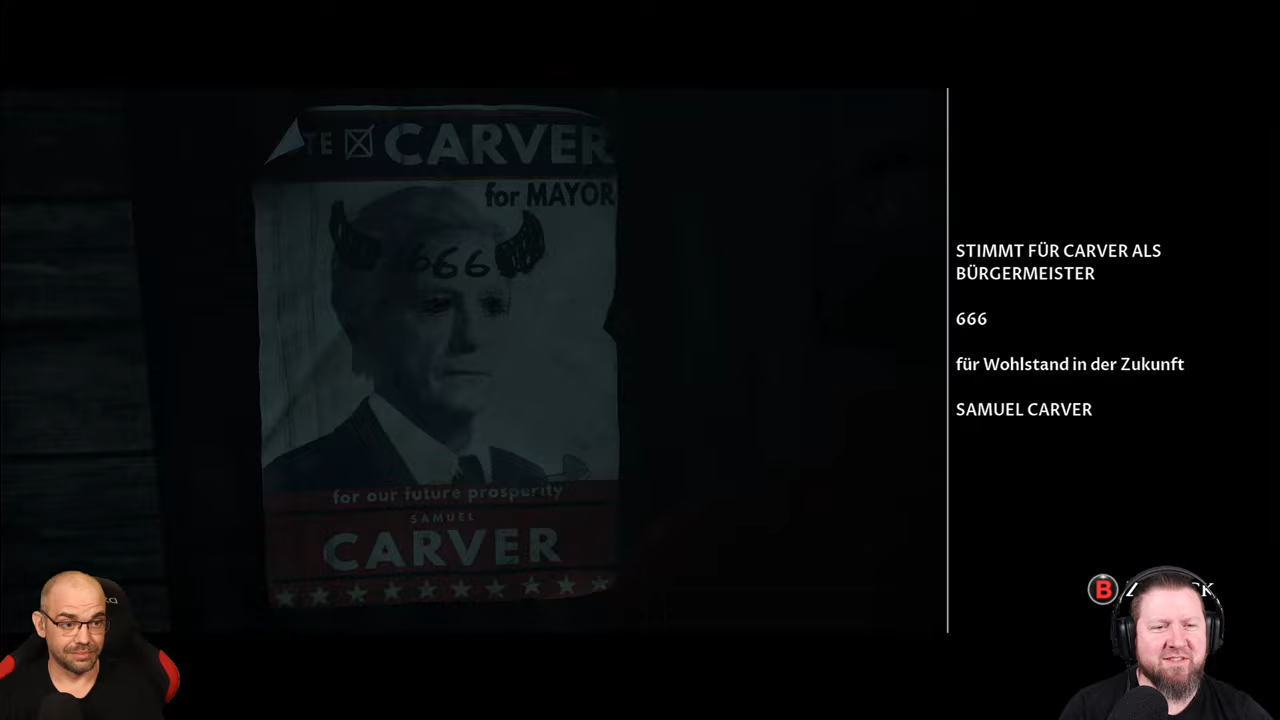 TE CARVER
for MAYOR
666
for our future prosperity
SAMUEL
CARVER
STIMMT FÜR CARVER ALS
BÜRGERMEISTER
666
für Wohlstand in der Zukunft
SAMUEL CARVER
B